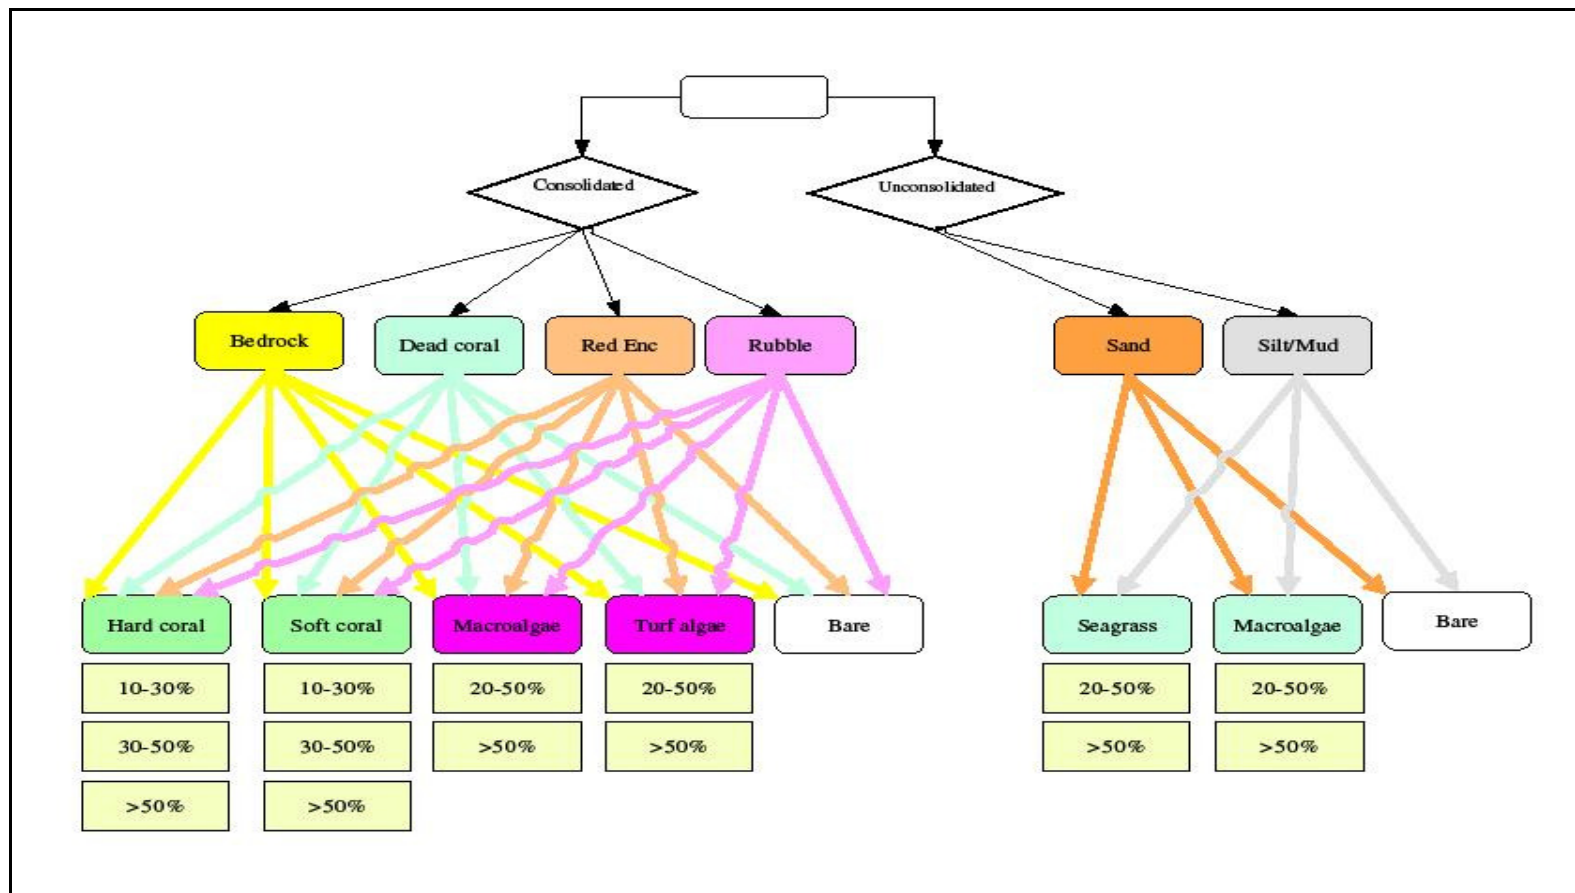 Consolidated
Unconsolidated
Bedrock
Dead coral
Red Enc
Rubble
Sand
Silt/Mud
Hard coral
Soft coral
Macroalgae
Turf algae
Bare
Seagrass
Macroalgae
Bare
10-30%
10-30%
20-50%
20-50%
20-50%
20-50%
30-50%
30-50%
>50%
>50%
>50%
>50%
>50%
>50%